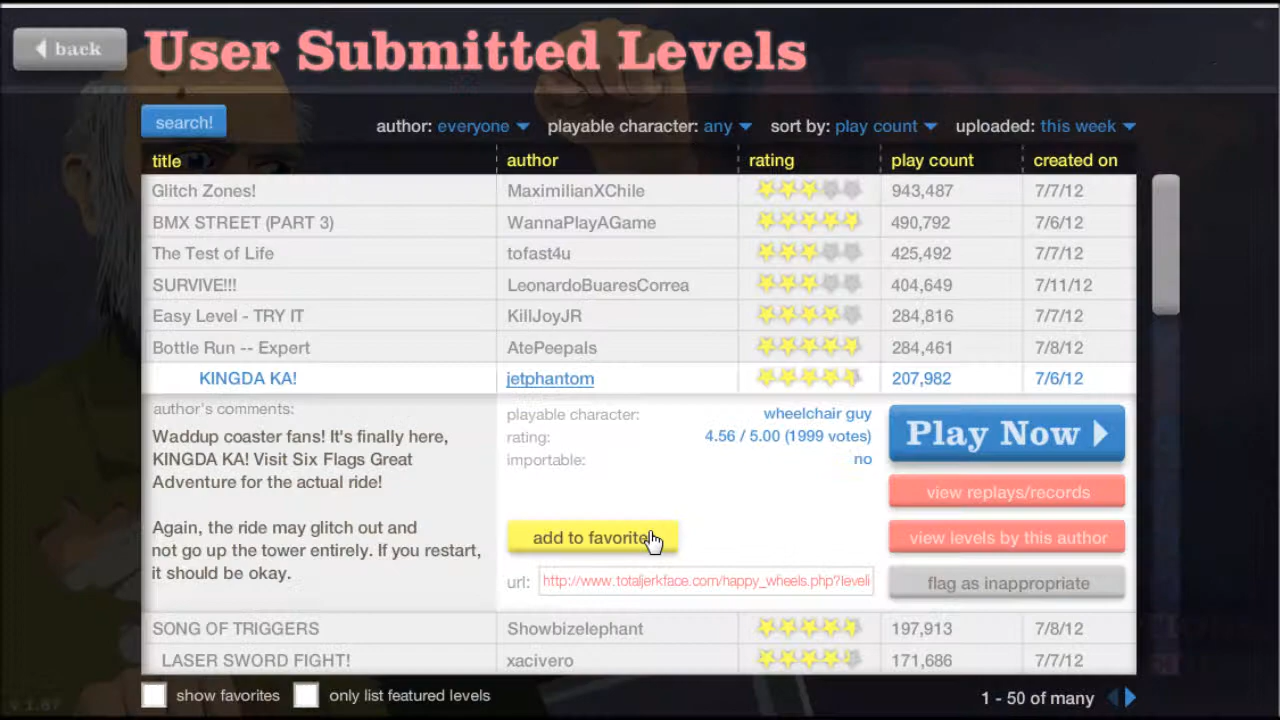 back
User Submitted Levels
search!
author: everyone playable character: any sort by: play count uploaded: this week
title author rating play count created on
Glitch Zones! MaximilianXChile 943,487 7/7/12
BMX STREET (PART 3) WannaPlayAGame 490,792 7/6/12
The Test of Life tofast4u 425,492 7/7/12
SURVIVE!!! LeonardoBuaresCorrea 404,649 7/11/12
Easy Level - TRY IT KillJoyJR 284,816 7/7/12
Bottle Run -- Expert AtePeepals 284,461 7/8/12
KINGDA KA! jetphantom 207,982 7/6/12
author's comments:
Waddup coaster fans! It's finally here,
KINGDA KA! Visit Six Flags Great
Adventure for the actual ride!
Again, the ride may glitch out and
not go up the tower entirely. If you restart,
it should be okay.
playable character: wheelchair guy
rating: 4.56 / 5.00 (1999 votes)
importable: no
add to favorite
url: http://www.totaljerkface.com/happy_wheels.php?leveli
Play Now
view replays/records
view levels by this author
flag as inappropriate
SONG OF TRIGGERS Showbizelephant 197,913 7/8/12
LASER SWORD FIGHT! xacivero 171,686 7/7/12
show favorites only list featured levels
1 - 50 of many